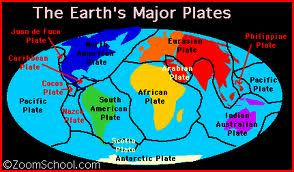 The Earth's Major Plates
Juan de Fuca
Plate
North
American
Plate
Eurasian
Plate
Philippine
Plate
Caribbean
Plate
Arabian
Plate
Cocos
Plate
Pacific
Plate
Pacific
Plate
African
Plate
South
American
Plate
Nazca
Plate
Indian
Australian
Plate
Scotia
Plate
Antarctic Plate
©ZoomSchool.com